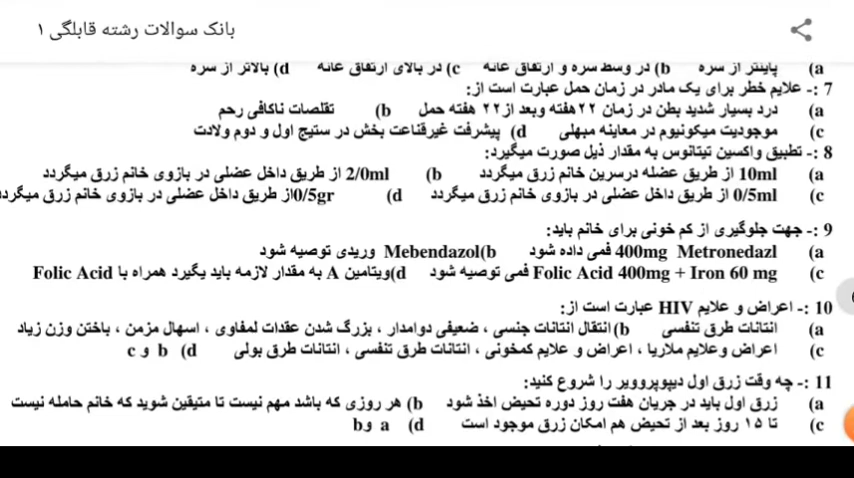 بانک سوالات رشته قابلگی ۱
a) پایینتر از سره b) در وسط سره و ارتفاق عانه c) در بالای ارتفاق عانه d) بالاتر از سره
7 :- علایم خطر برای یک مادر در زمان حمل عبارت است از:
a) درد بسیار شدید بطن در زمان ۲۲ هفته وبعد از۲۲ هفته حمل b) تقلصات ناکافی رحم
c) موجودیت میکونیوم در معاینه مهبلی d) پیشرفت غیرقناعت بخش در ستیج اول و دوم ولادت
8 :- تطبیق واکسین تیتانوس به مقدار ذیل صورت میگیرد:
a) 10ml از طریق عضله درسرین خانم زرق میگردد b) 2/0ml از طریق داخل عضلی در بازوی خانم زرق میگردد
c) 0/5ml از طریق داخل عضلی در بازوی خانم زرق میگردد d) 0/5grاز طریق داخل عضلی در بازوی خانم زرق میگردد
9 :- جهت جلوگیری از کم خونی برای خانم باید:
a) 400mg Metronedazl فمی داده شود b)Mebendazol وریدی توصیه شود
c) Folic Acid 400mg + Iron 60 mg فمی توصیه شود d)ویتامین A به مقدار لازمه باید بگیرد همراه با Folic Acid
10 :- اعراض و علایم HIV عبارت است از:
a) انتانات طرق تنفسی b)انتقال انتانات جنسی ، ضعیفی دوامدار ، بزرگ شدن عقدات لمفاوی ، اسهال مزمن ، باختن وزن زیاد
c) اعراض وعلایم ملاریا ، اعراض و علایم کمخونی ، انتانات طرق تنفسی ، انتانات طرق بولی d) b و c
11 :- چه وقت زرق اول دیپوپروویر را شروع کنید:
a) زرق اول باید در جریان هفت روز دوره تحیض اخذ شود b) هر روزی که باشد مهم نیست تا متیقین شوید که خانم حامله نیست
c) تا ۱۵ روز بعد از تحیض هم امکان زرق موجود است d) a وb